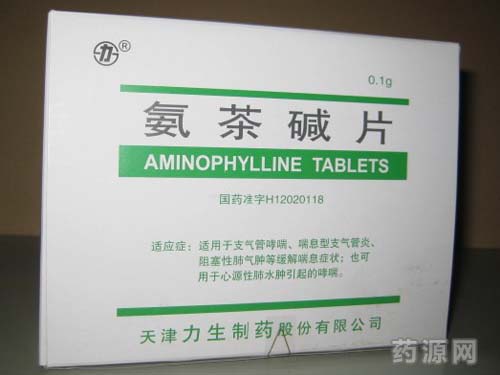 力®
0.1g
氨茶碱片
AMINOPHYLLINE TABLETS
国药准字H12020118
适应症：适用于支气管哮喘、喘息型支气管炎、
阻塞性肺气肿等缓解喘息症状；也可
用于心源性肺水肿引起的哮喘。
天津力生制药股份有限公司
药源网